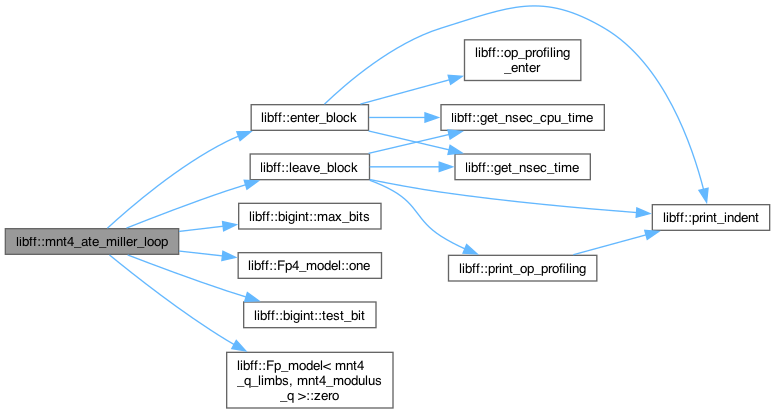 libff::mnt4_ate_miller_loop
libff::enter_block
libff::leave_block
libff::bigint::max_bits
libff::Fp4_model::one
libff::bigint::test_bit
libff::Fp_model< mnt4
_q_limbs, mnt4_modulus
_q >::zero
libff::op_profiling
_enter
libff::get_nsec_cpu_time
libff::get_nsec_time
libff::print_op_profiling
libff::print_indent